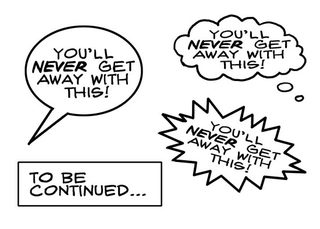 YOU'LL
NEVER GET
AWAY WITH
THIS!
YOU'LL
NEVER GET
AWAY WITH
THIS!
YOU'LL
NEVER GET
AWAY WITH
THIS!
TO BE
CONTINUED...